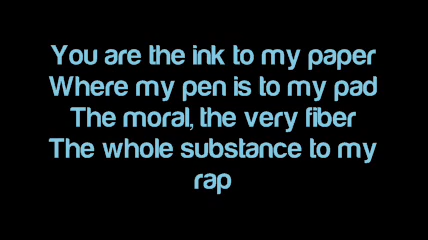 You are the ink to my paper
Where my pen is to my pad
The moral, the very fiber
The whole substance to my
rap